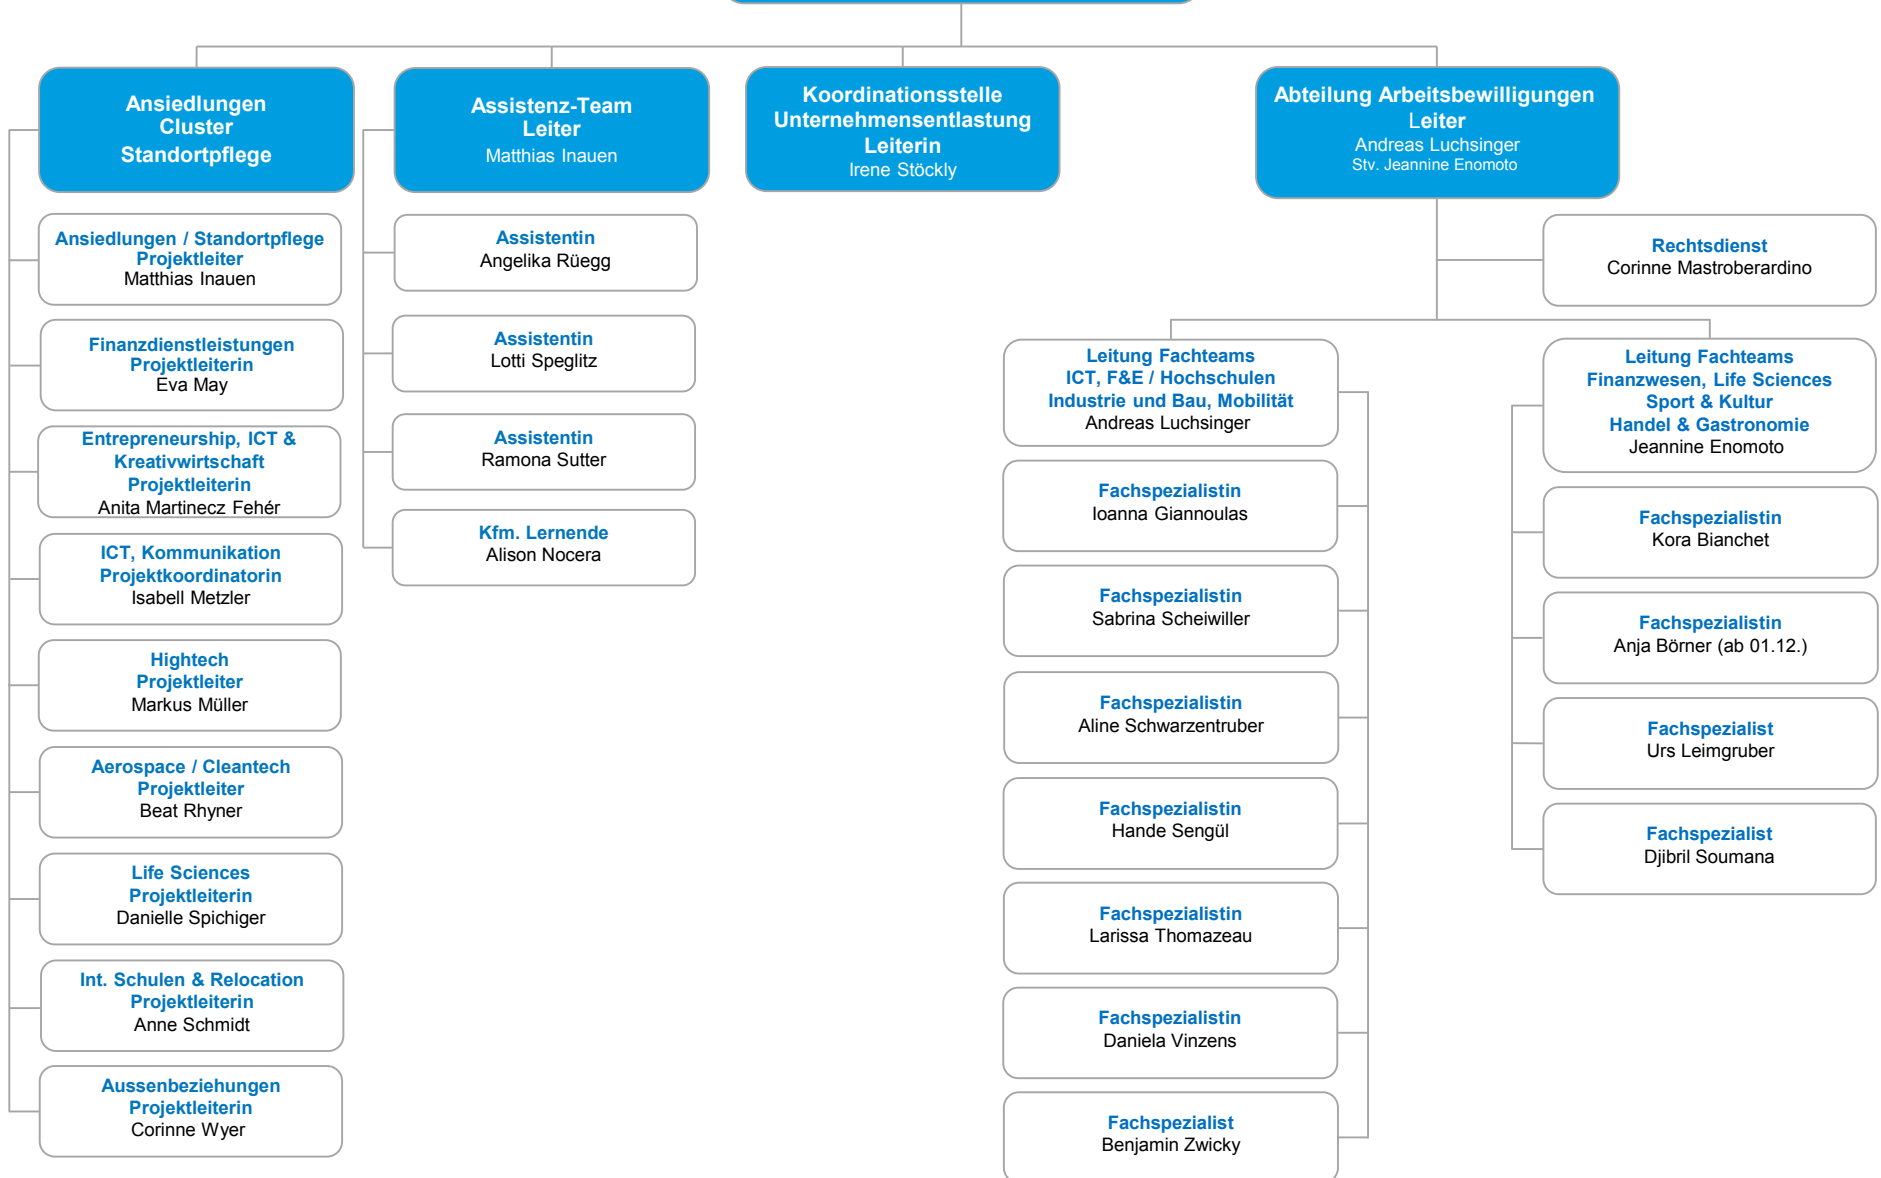 Ansiedlungen
Cluster
Standortpflege
Assistenz-Team
Leiter
Matthias Inauen
Koordinationsstelle
Unternehmensentlastung
Leiterin
Irene Stöckly
Abteilung Arbeitsbewilligungen
Leiter
Andreas Luchsinger
Stv. Jeannine Enomoto
Ansiedlungen / Standortpflege
Projektleiter
Matthias Inauen
Finanzdienstleistungen
Projektleiterin
Eva May
Entrepreneurship, ICT &
Kreativwirtschaft
Projektleiterin
Anita Martinecz Fehér
ICT, Kommunikation
Projektkoordinatorin
Isabell Metzler
Hightech
Projektleiter
Markus Müller
Aerospace / Cleantech
Projektleiter
Beat Rhyner
Life Sciences
Projektleiterin
Danielle Spichiger
Int. Schulen & Relocation
Projektleiterin
Anne Schmidt
Aussenbeziehungen
Projektleiterin
Corinne Wyer
Assistentin
Angelika Rüegg
Assistentin
Lotti Speglitz
Assistentin
Ramona Sutter
Kfm. Lernende
Alison Nocera
Rechtsdienst
Corinne Mastroberardino
Leitung Fachteams
ICT, F&E / Hochschulen
Industrie und Bau, Mobilität
Andreas Luchsinger
Fachspezialistin
Ioanna Giannoulas
Fachspezialistin
Sabrina Scheiwiller
Fachspezialistin
Aline Schwarzentruber
Fachspezialistin
Hande Sengül
Fachspezialistin
Larissa Thomazeau
Fachspezialistin
Daniela Vinzens
Fachspezialist
Benjamin Zwicky
Leitung Fachteams
Finanzwesen, Life Sciences
Sport & Kultur
Handel & Gastronomie
Jeannine Enomoto
Fachspezialistin
Kora Bianchet
Fachspezialistin
Anja Börner (ab 01.12.)
Fachspezialist
Urs Leimgruber
Fachspezialist
Djibril Soumana